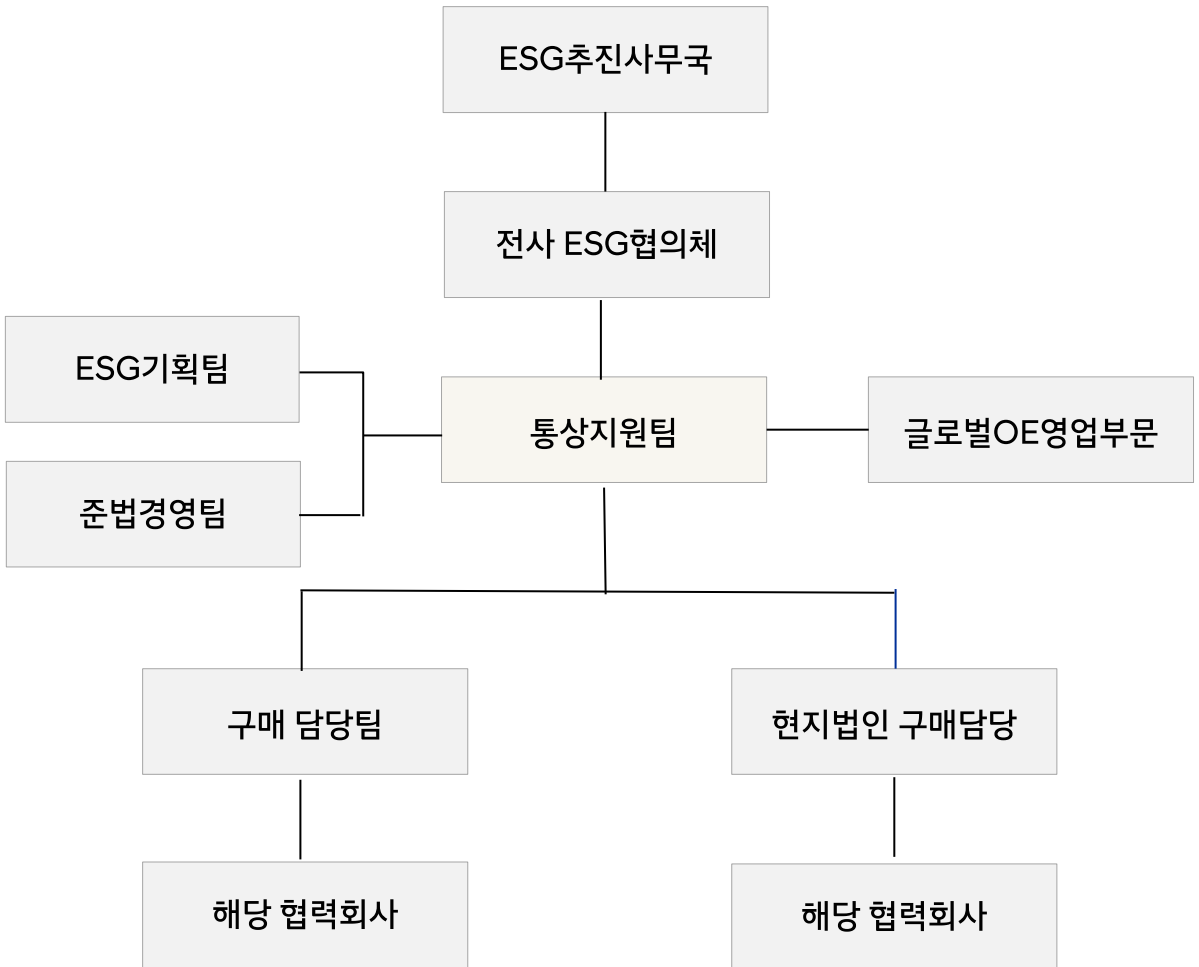 ESG추진사무국
전사 ESG협의체
ESG기획팀
통상지원팀
글로벌OE영업부문
준법경영팀
구매 담당팀
현지법인 구매담당
해당 협력회사
해당 협력회사